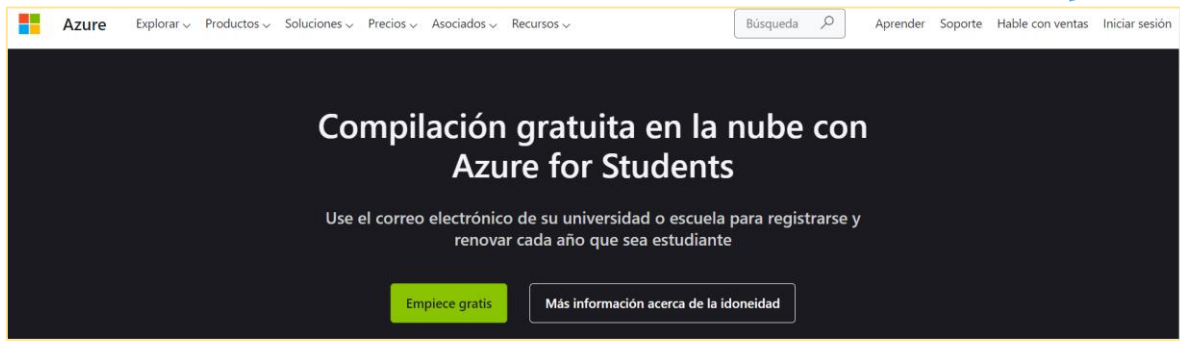 Azure Explorar Productos Soluciones Precios Asociados Recursos Búsqueda Aprender Soporte Hable con ventas Iniciar sesión
Compilación gratuita en la nube con
Azure for Students
Use el correo electrónico de su universidad o escuela para registrarse y
renovar cada año que sea estudiante
Empiece gratis Más información acerca de la idoneidad